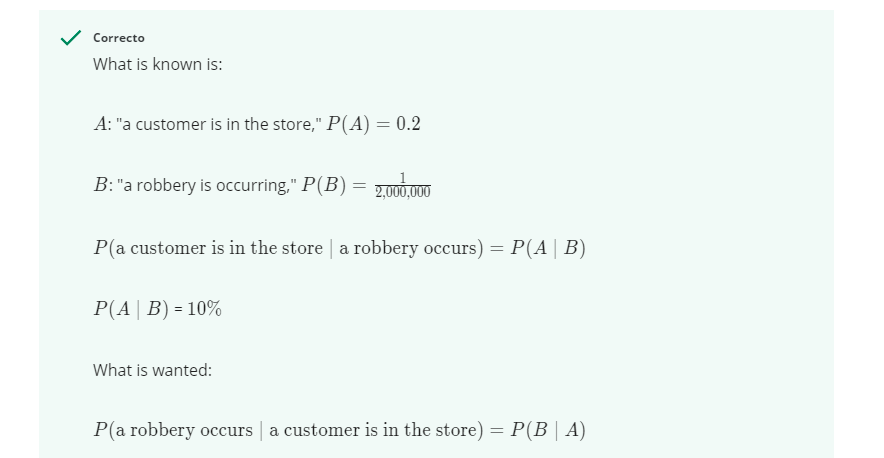 Correcto
What is known is:
A: "a customer is in the store," P(A) = 0.2
B: "a robbery is occurring," P(B) = 1/2,000,000
P(a customer is in the store | a robbery occurs) = P(A | B)
P(A | B) = 10%
What is wanted:
P(a robbery occurs | a customer is in the store) = P(B | A)